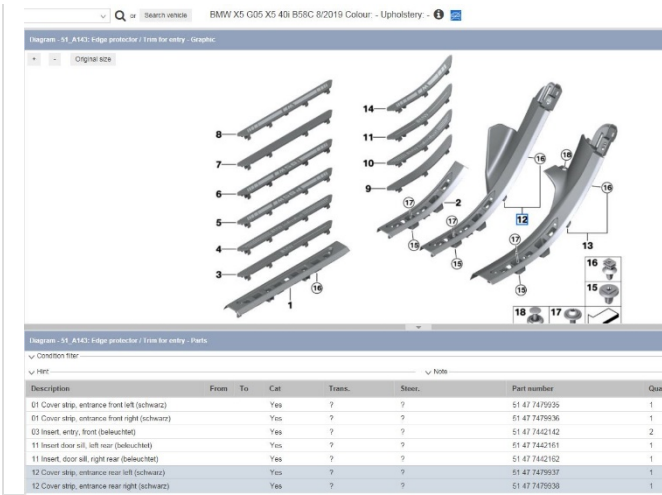 or Search vehicle BMW X5 G05 X5 40i B58C 8/2019 Colour: - Upholstery: -
Diagram - 51_A143: Edge protector / Trim for entry - Graphic
+ - Original size
8
7
6
5
4
3
1
16
14
11
10
9
17
2
15
17
15
16
12
16
16
13
17
15
16
15
18 17
Diagram - 51_A143: Edge protector / Trim for entry - Parts
Condition filter
Hint Note
Description From To Cat Trans. Steer. Part number Qua
01 Cover strip, entrance front left (schwarz) Yes ? ? 51 47 7479935 1
01 Cover strip, entrance front right (schwarz) Yes ? ? 51 47 7479936 1
03 Insert, entry, front (beleuchtet) Yes ? ? 51 47 7442142 2
11 Insert door sill, left rear (beleuchtet) Yes ? ? 51 47 7442161 1
11 Insert, door sill, right rear (beleuchtet) Yes ? ? 51 47 7442162 1
12 Cover strip, entrance rear left (schwarz) Yes ? ? 51 47 7479937 1
12 Cover strip, entrance rear right (schwarz) Yes ? ? 51 47 7479938 1